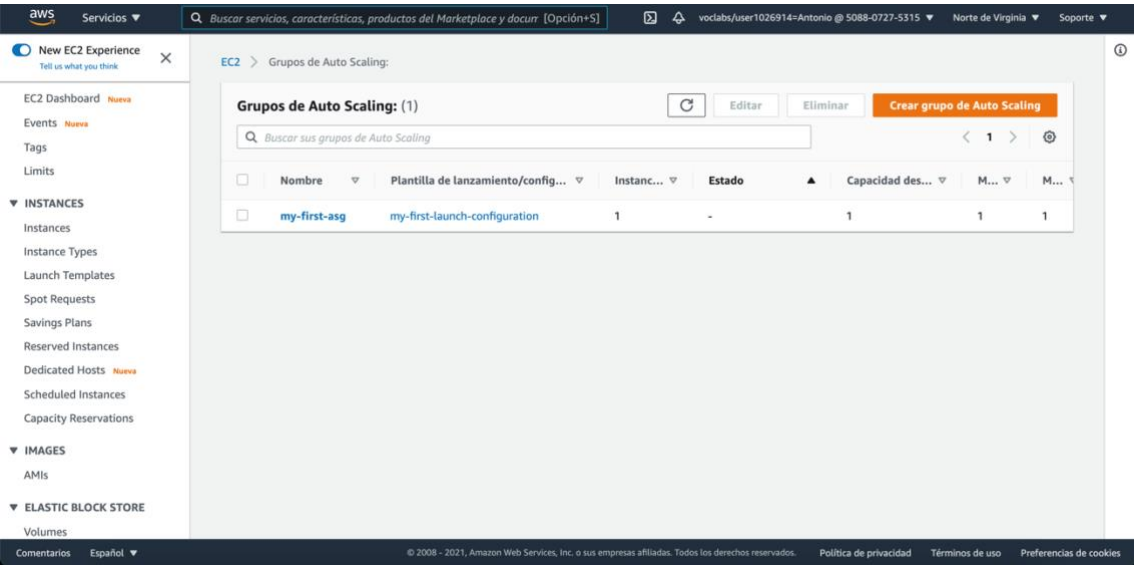 aws Servicios ▼ Buscar servicios, características, productos del Marketplace y docum [Opción+S] voclabs/user1026914=Antonio @ 5088-0727-5315 ▼ Norte de Virginia ▼ Soporte ▼
New EC2 Experience
Tell us what you think
EC2 Dashboard Nueva
Events Nueva
Tags
Limits
INSTANCES
Instances
Instance Types
Launch Templates
Spot Requests
Savings Plans
Reserved Instances
Dedicated Hosts Nueva
Scheduled Instances
Capacity Reservations
IMAGES
AMIs
ELASTIC BLOCK STORE
Volumes
EC2 > Grupos de Auto Scaling:
Grupos de Auto Scaling: (1) Editar Eliminar Crear grupo de Auto Scaling
Buscar sus grupos de Auto Scaling < 1 >
Nombre Plantilla de lanzamiento/config... Instanc... Estado Capacidad des... M... M...
my-first-asg my-first-launch-configuration 1 - 1 1 1
Comentarios Español ▼ © 2008 - 2021, Amazon Web Services, Inc. o sus empresas afiliadas. Todos los derechos reservados. Política de privacidad Términos de uso Preferencias de cookies